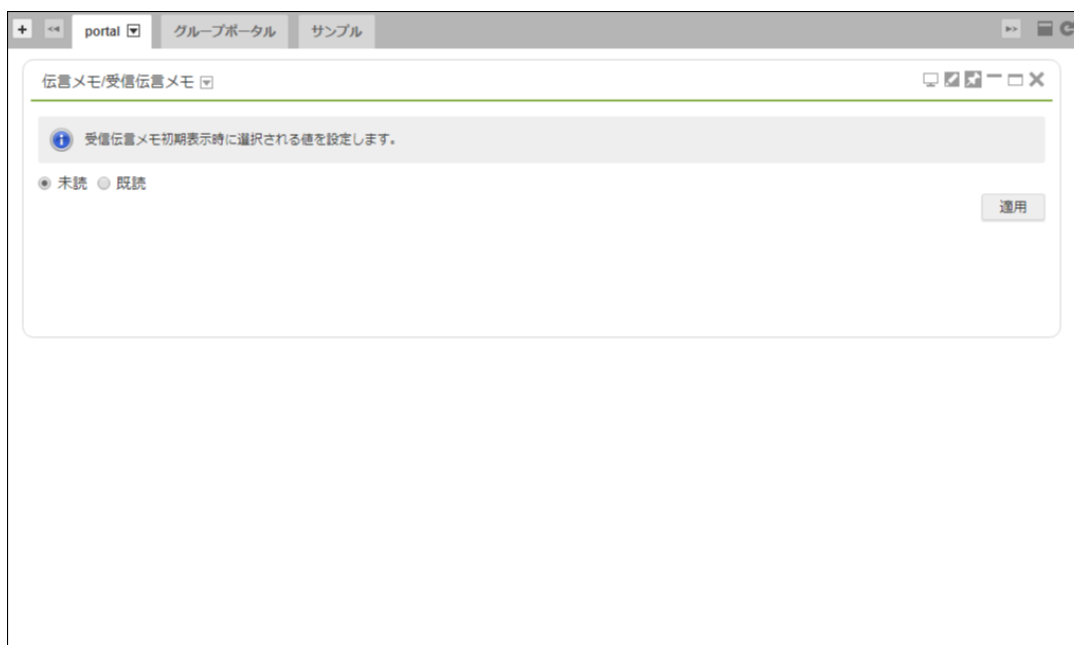 portal グループポータル サンプル
伝言メモ/受信伝言メモ
受信伝言メモ初期表示時に選択される値を設定します。
未読 既読
適用